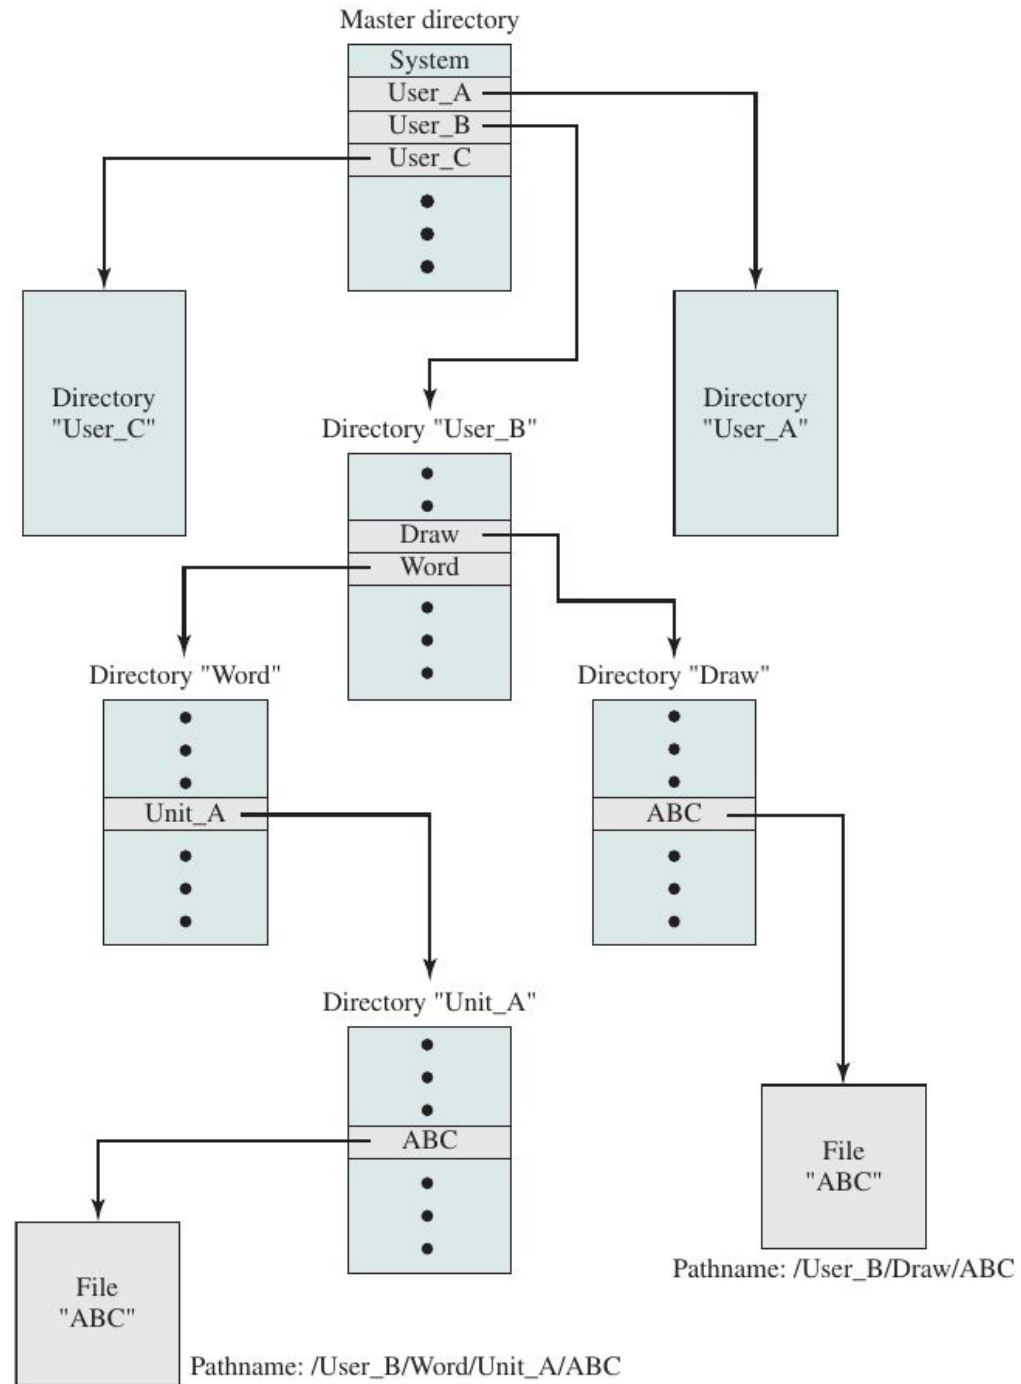 Master directory
System
User_A
User_B
User_C
Directory
"User_C"
Directory
"User_A"
Directory "User_B"
Draw
Word
Directory "Word"
Directory "Draw"
Unit_A
ABC
Directory "Unit_A"
ABC
File
"ABC"
Pathname: /User_B/Draw/ABC
File
"ABC"
Pathname: /User_B/Word/Unit_A/ABC